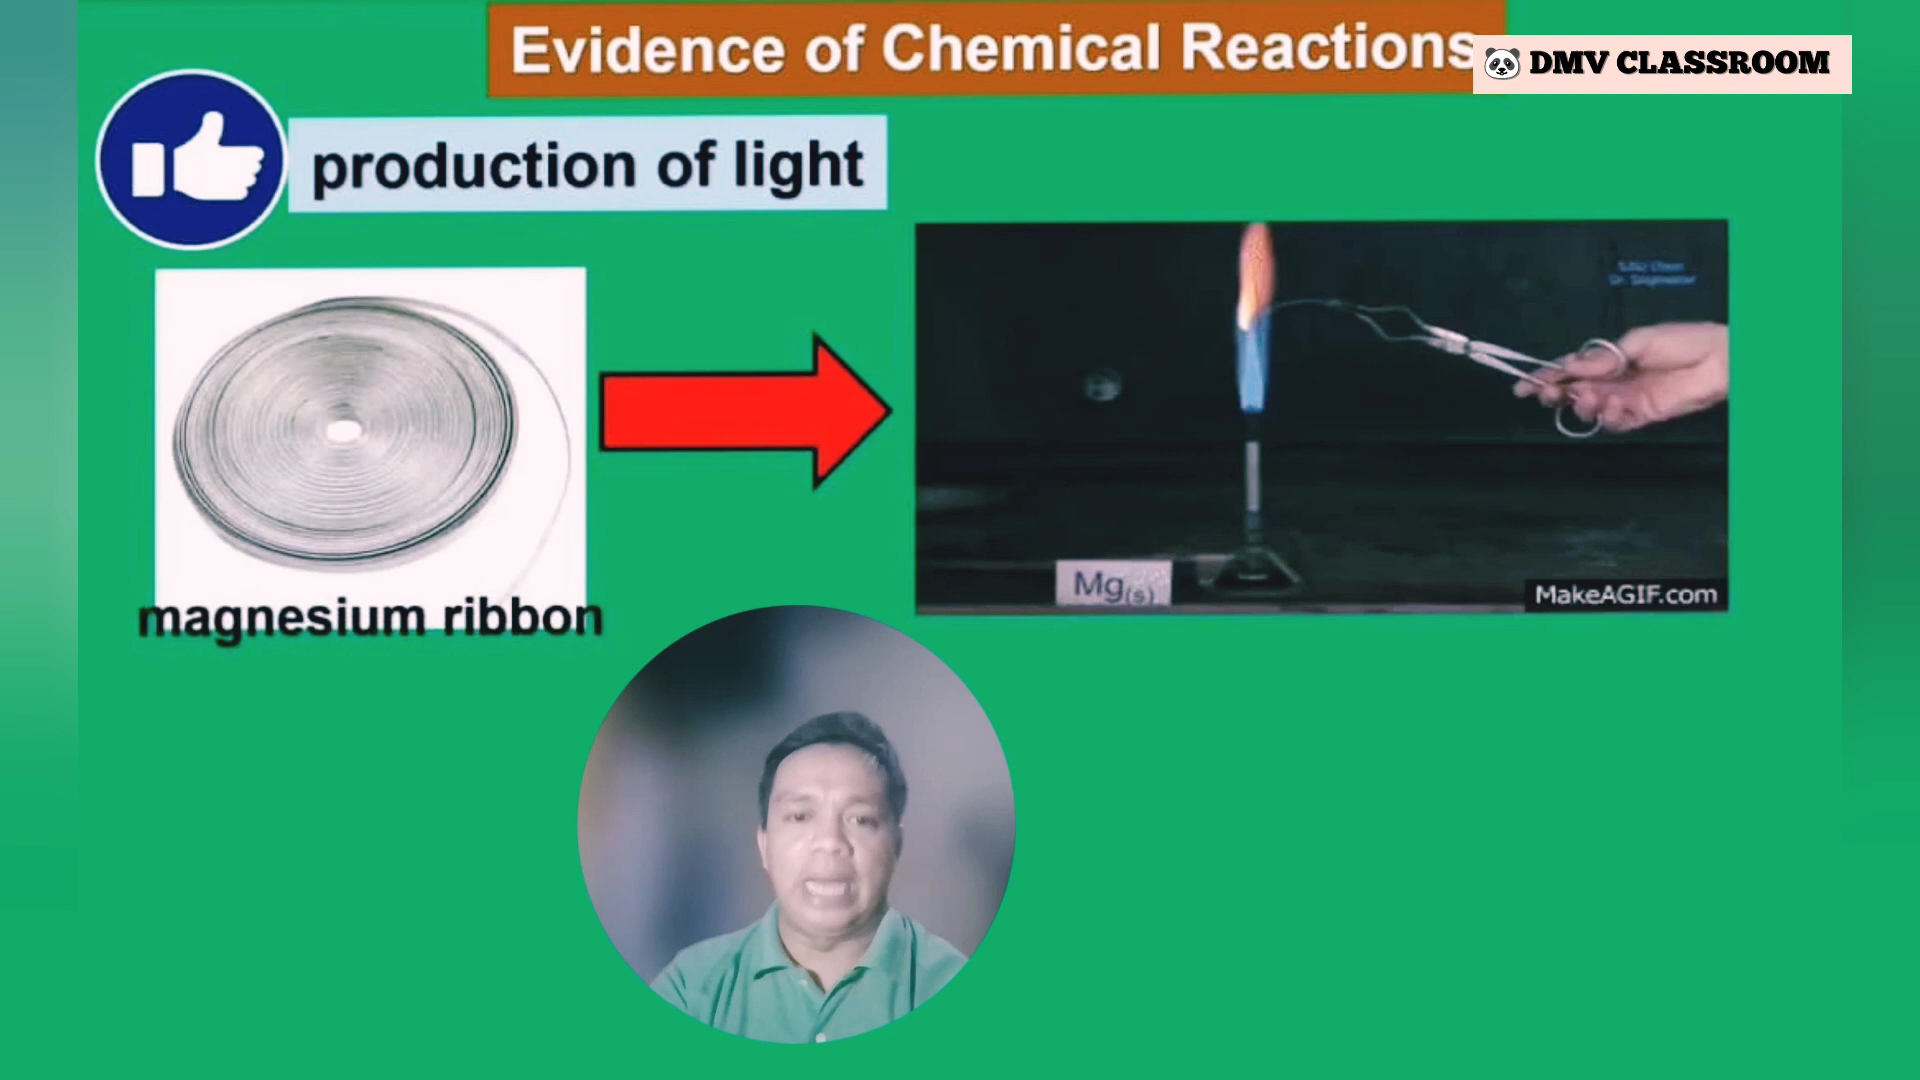 Evidence of Chemical Reactions
🐼 DMV CLASSROOM
production of light
magnesium ribbon
Mg(s)
MakeAGIF.com